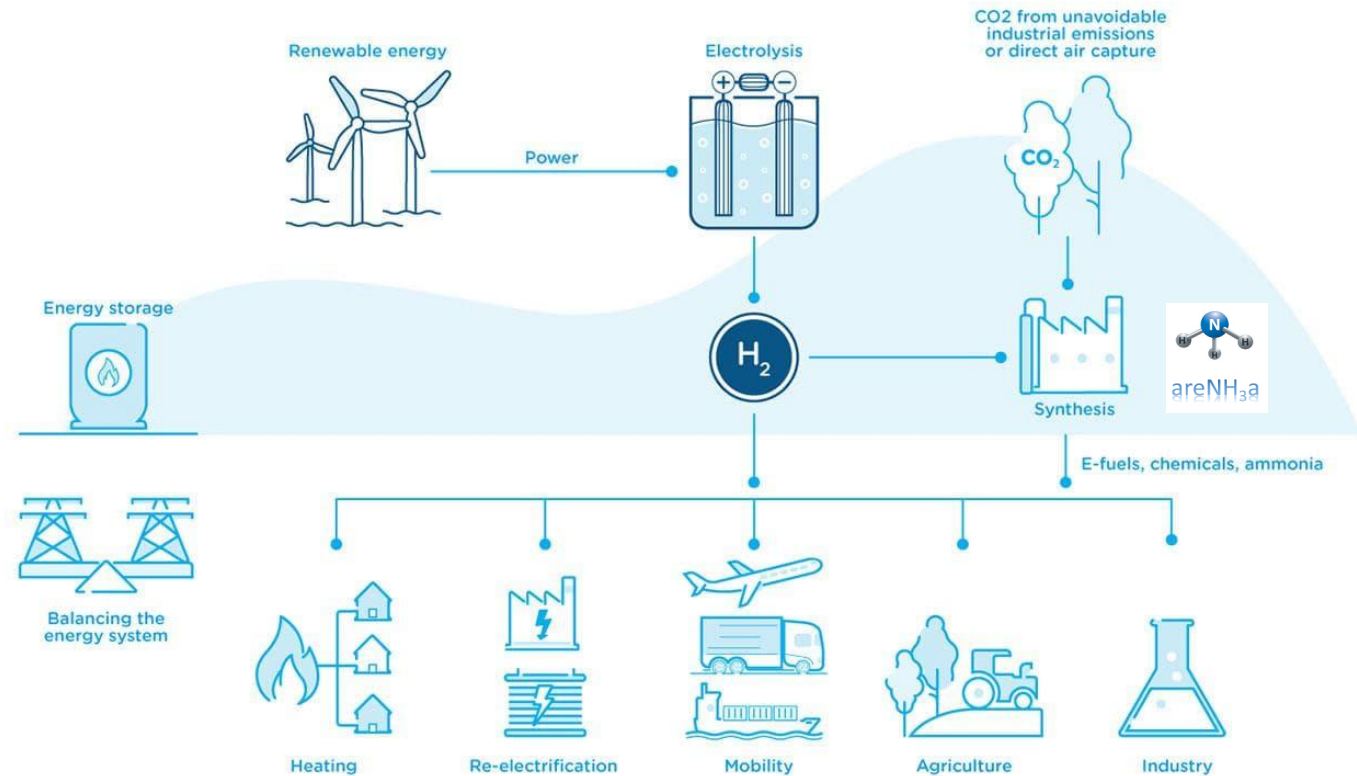 Renewable energy
Electrolysis
CO2 from unavoidable
industrial emissions
or direct air capture
+ −
Power
CO₂
Energy storage
H₂
N
H H
H
areNH₃a
Synthesis
E-fuels, chemicals, ammonia
Balancing the
energy system
Heating
Re-electrification
Mobility
Agriculture
Industry